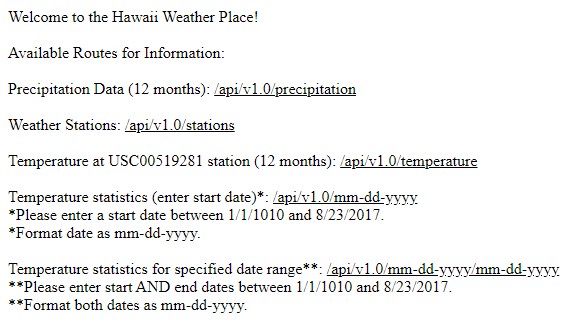 Welcome to the Hawaii Weather Place!
Available Routes for Information:
Precipitation Data (12 months): /api/v1.0/precipitation
Weather Stations: /api/v1.0/stations
Temperature at USC00519281 station (12 months): /api/v1.0/temperature
Temperature statistics (enter start date)*: /api/v1.0/mm-dd-yyyy
*Please enter a start date between 1/1/1010 and 8/23/2017.
*Format date as mm-dd-yyyy.
Temperature statistics for specified date range**: /api/v1.0/mm-dd-yyyy/mm-dd-yyyy
**Please enter start AND end dates between 1/1/1010 and 8/23/2017.
**Format both dates as mm-dd-yyyy.